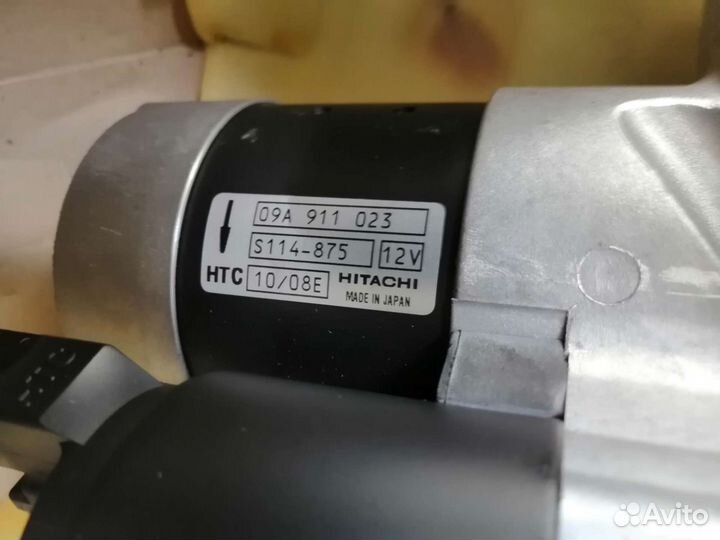 09A 911 023
S114-875 12V
HTC 10/08E HITACHI
MADE IN JAPAN
Avito